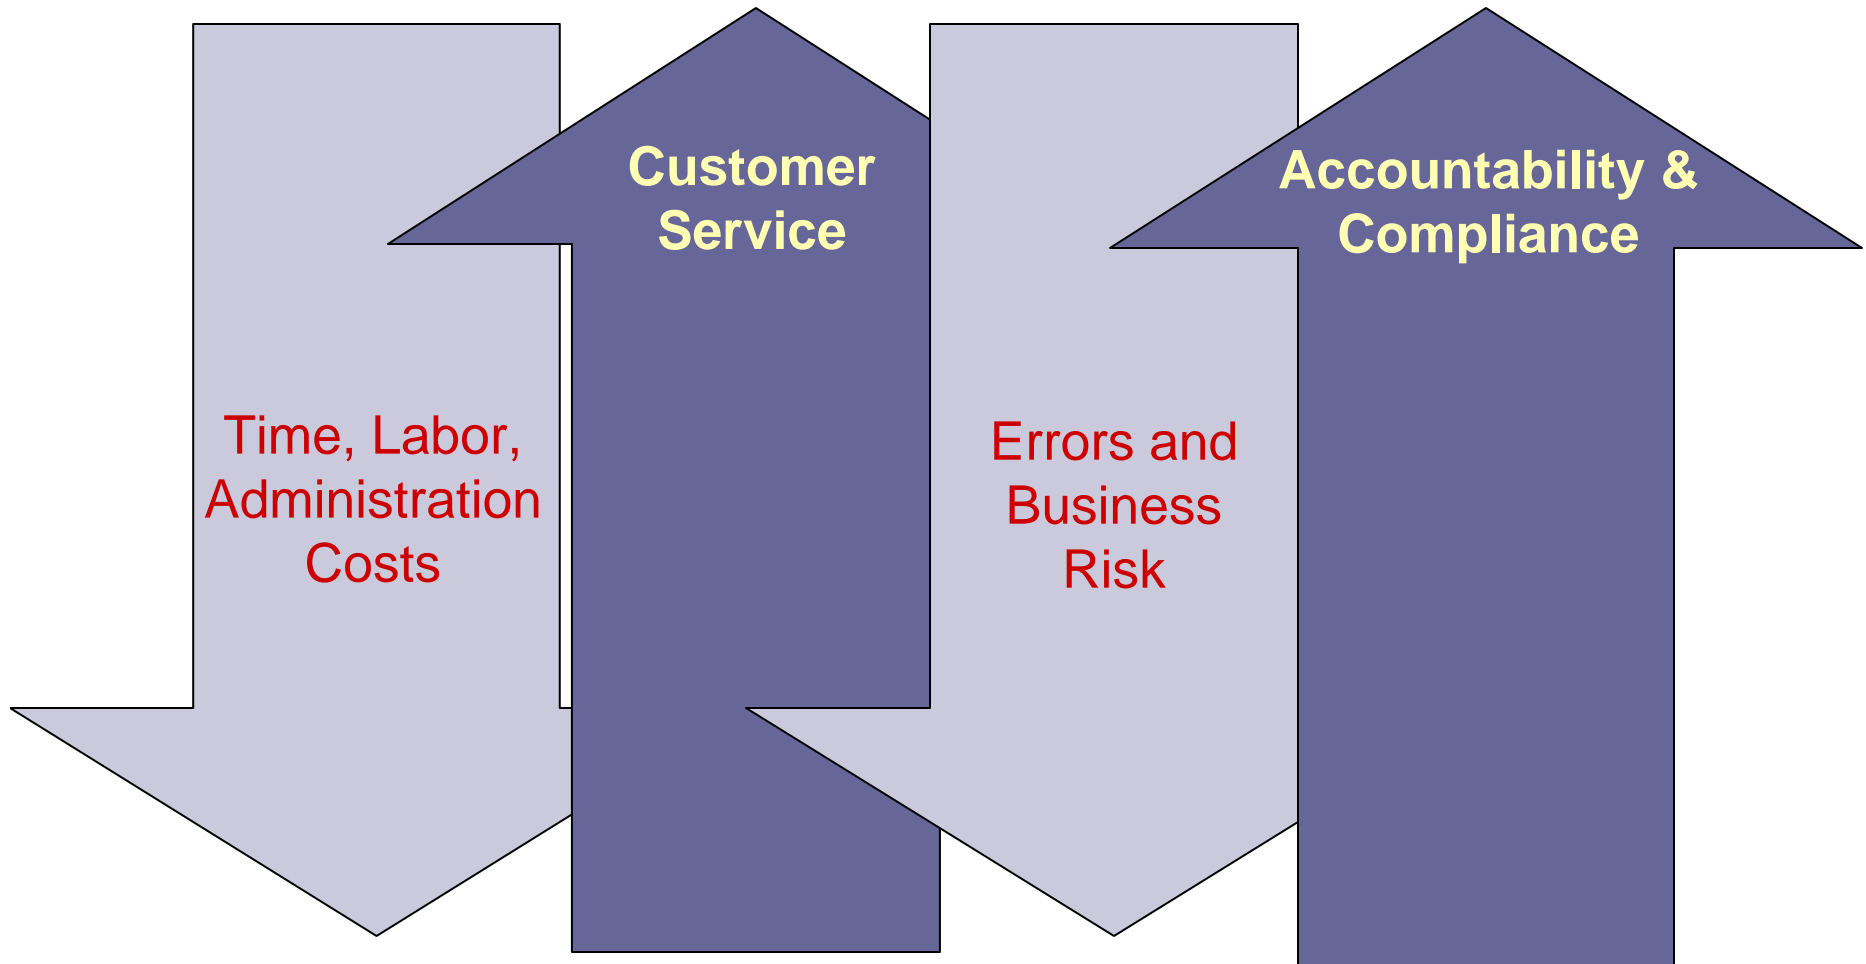 Time, Labor,
Administration
Costs
Customer
Service
Errors and
Business
Risk
Accountability &
Compliance